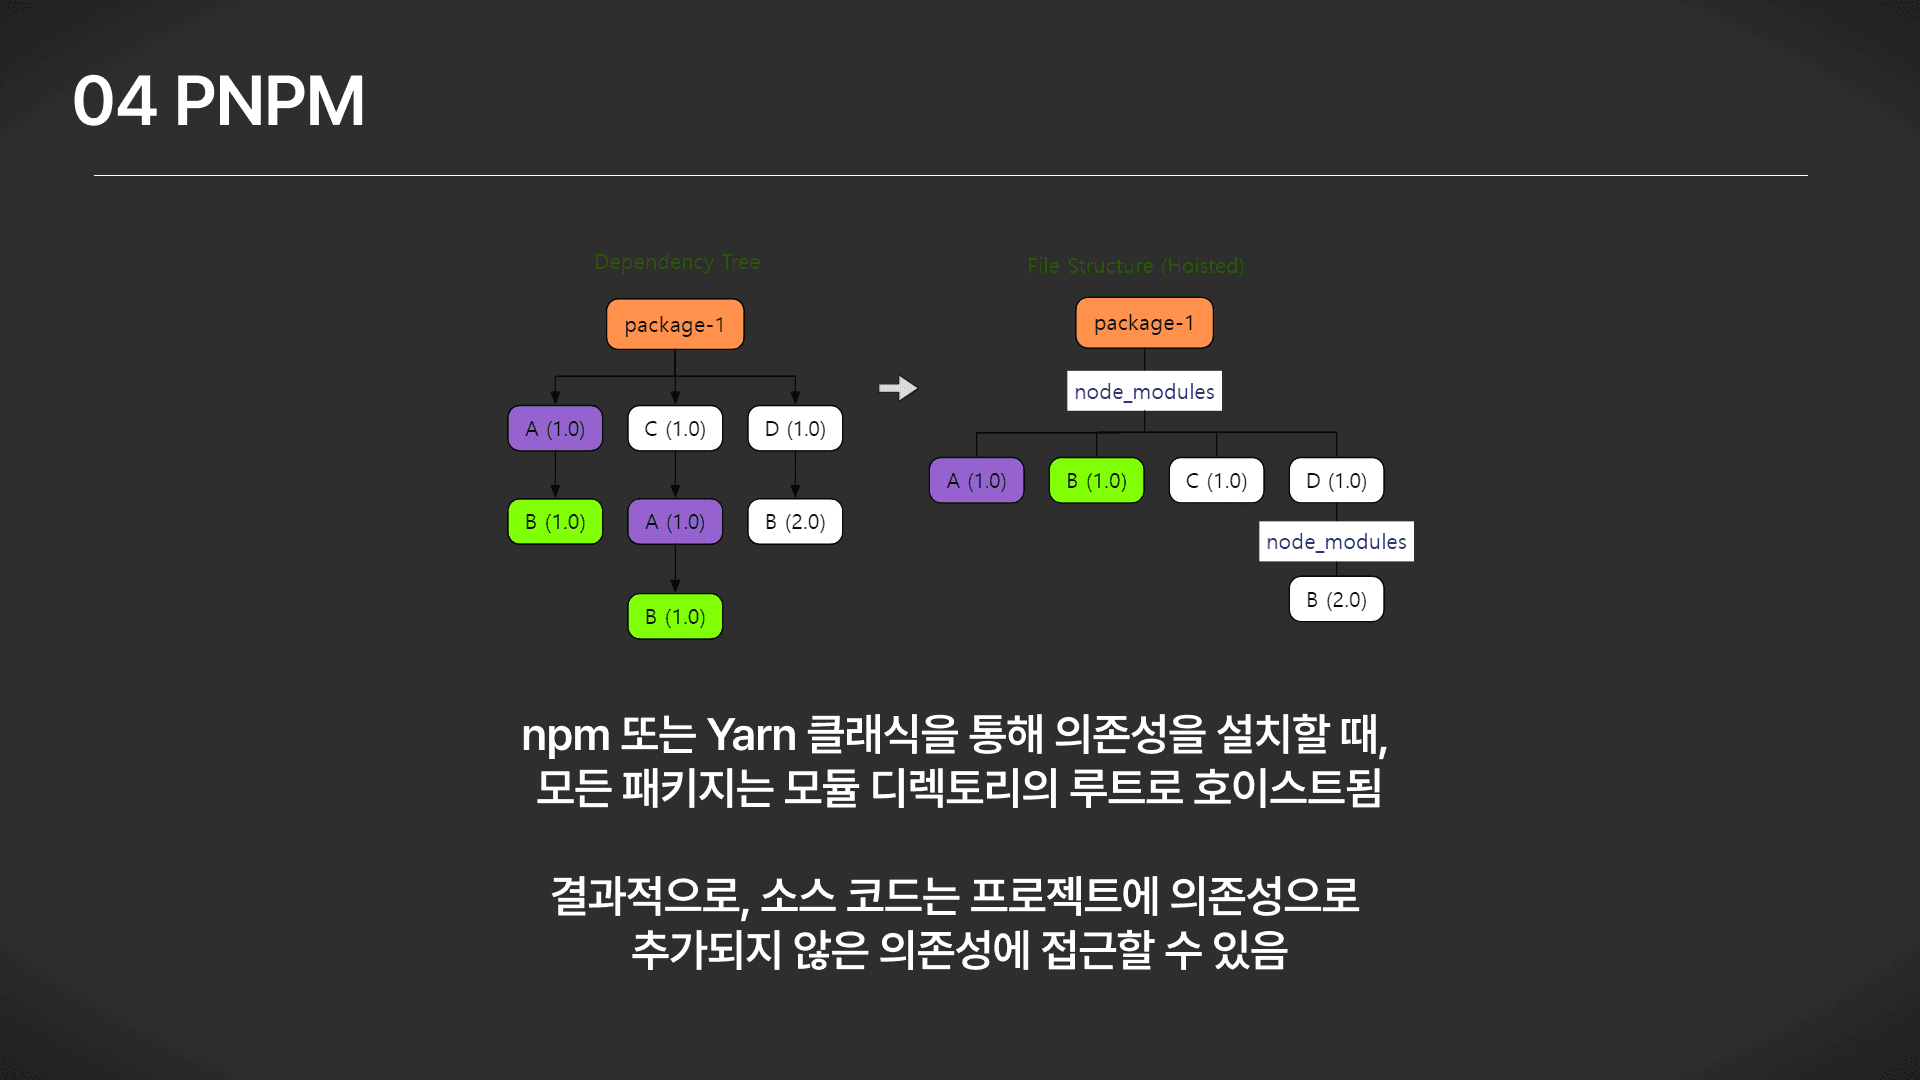 04 PNPM
Dependency Tree
package-1
A (1.0)
C (1.0)
D (1.0)
B (1.0)
A (1.0)
B (2.0)
B (1.0)
File Structure (Hoisted)
package-1
node_modules
A (1.0)
B (1.0)
C (1.0)
D (1.0)
node_modules
B (2.0)
npm 또는 Yarn 클래식을 통해 의존성을 설치할 때,
모든 패키지는 모듈 디렉토리의 루트로 호이스트됨
결과적으로, 소스 코드는 프로젝트에 의존성으로
추가되지 않은 의존성에 접근할 수 있음